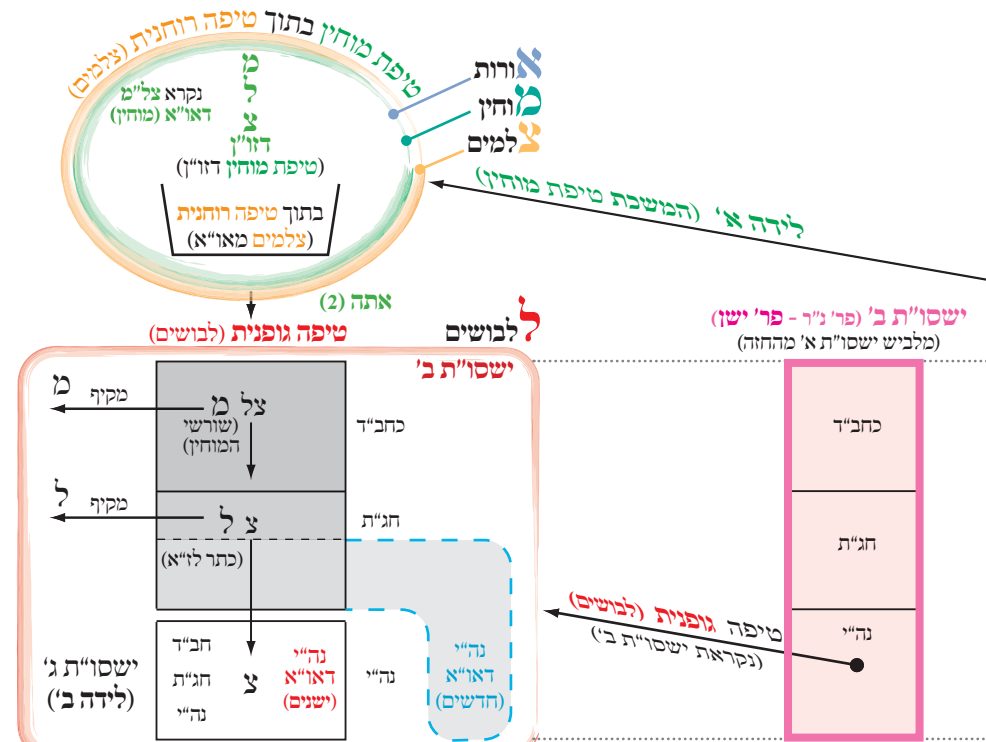 טיפת מוחין בתוך טיפה רוחנית (צלמים)
מ
ל
צ
דזו"ן
(טיפת מוחין דזו"ן)
נקרא צל"מ
דאו"א (מוחין)
בתוך טיפה רוחנית
(צלמים מאו"א)
אורות
מוחין
צלמים
לידה א' (המשכת טיפת מוחין)
אתה (2)
טיפה גופנית (לבושים)
ל לבושים
ישסו"ת ב'
ישסו"ת ב' (פר' נ"ר - פר' ישן)
(מלביש ישסו"ת א' מהחזה)
כחב"ד
חג"ת
נה"י
טיפה גופנית (לבושים)
(נקראת ישסו"ת ב')
כחב"ד
צל מ
(שורשי
המוחין)
מקיף
מ
חג"ת
צ ל
מקיף
ל
(כתר לז"א)
נה"י
דאו"א
(חדשים)
נה"י
נה"י
דאו"א
(ישנים)
צ
חב"ד
חג"ת
נה"י
ישסו"ת ג'
(לידה ב')